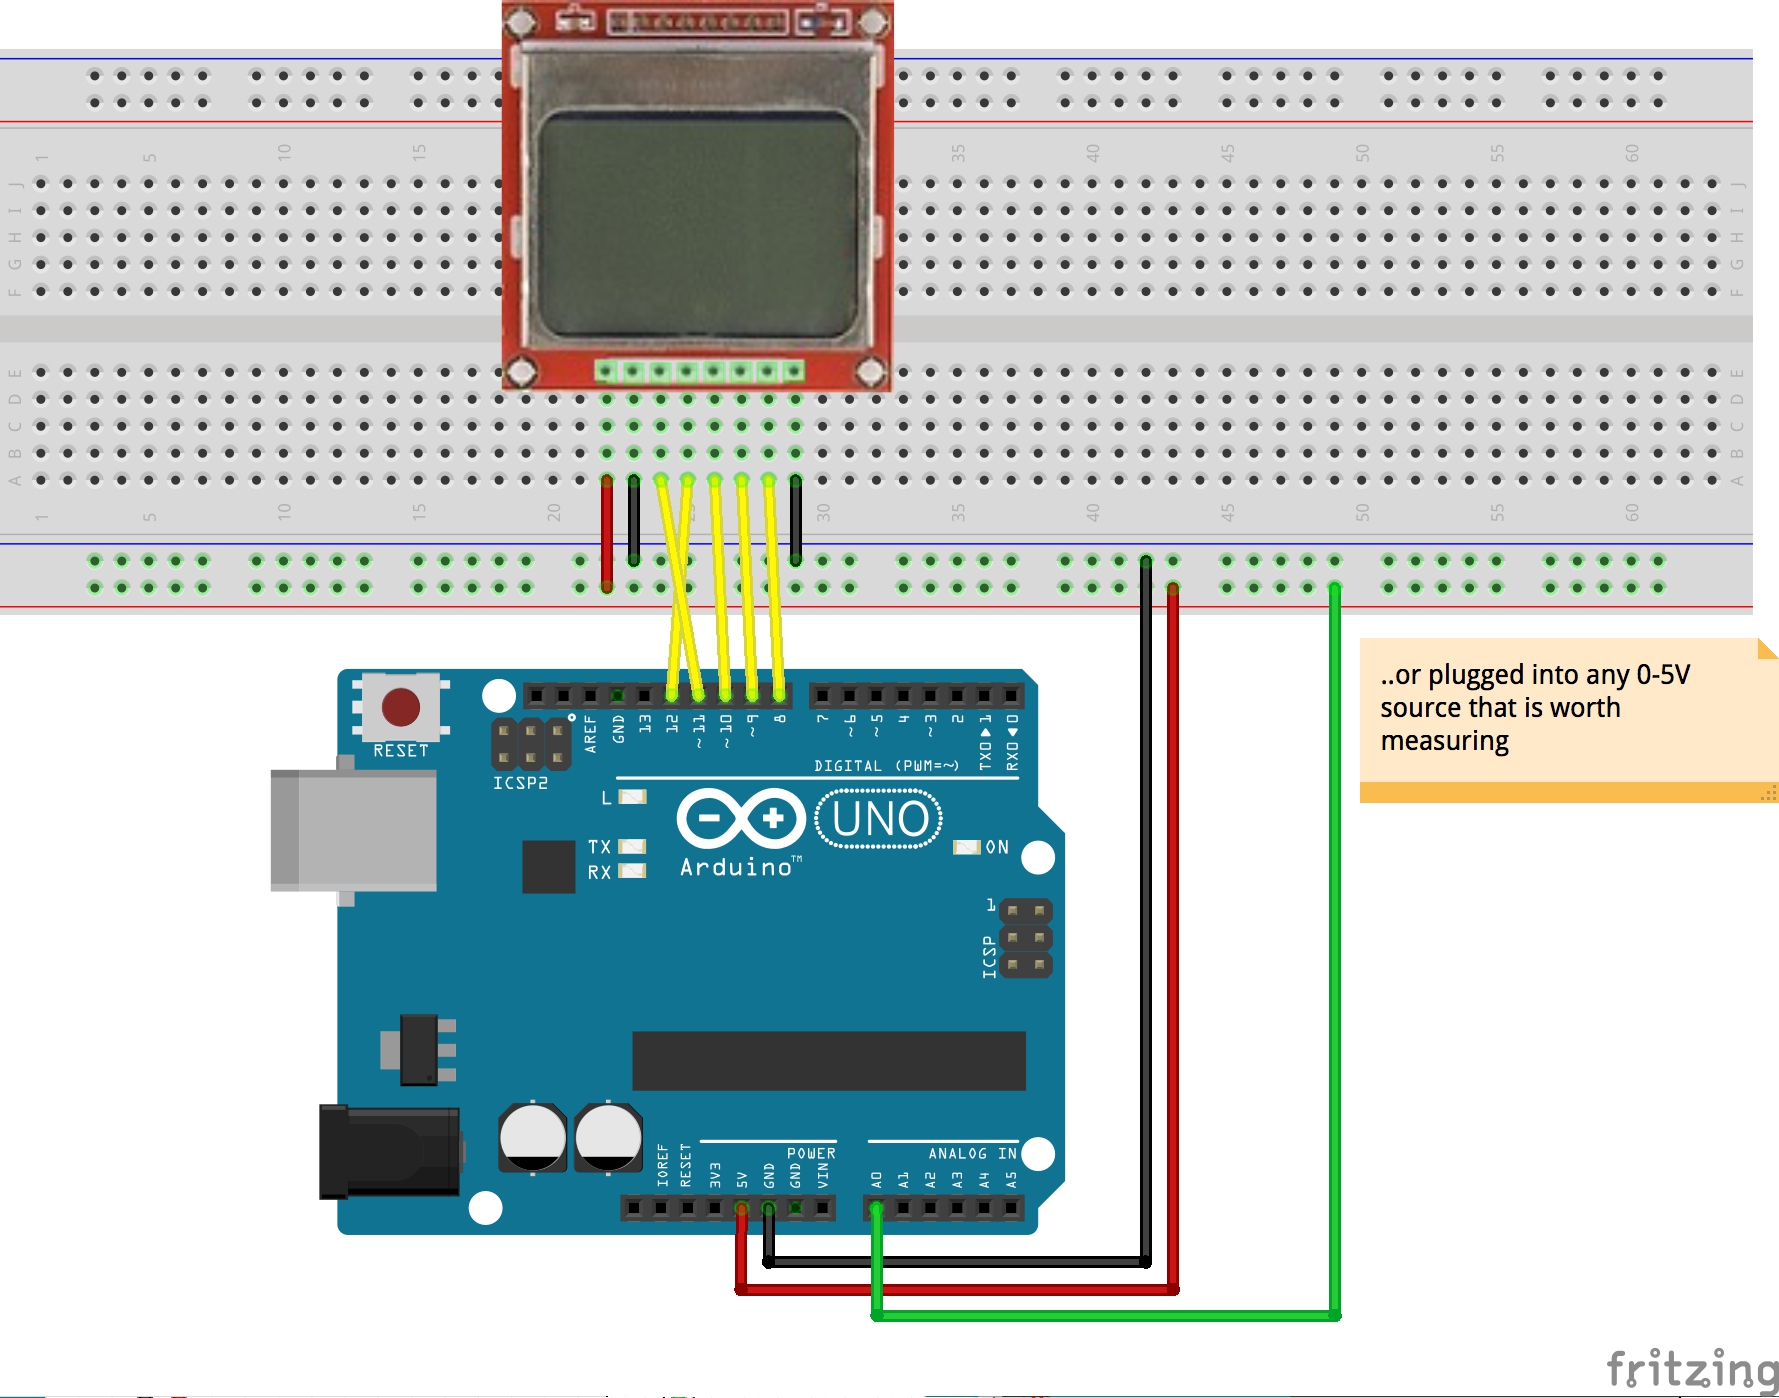 1 5 10 15 35 40 45 50 55 60
J J
I I
H H
G G
F F
E E
D D
C C
B B
A A
1 5 10 15 20 25 30 35 40 45 50 55 60
..or plugged into any 0-5V
source that is worth
measuring
RESET
ICSP2
AREF GND 13 12 ~11 ~10 ~9 8 7 ~6 ~5 4 ~3 2 TX0 1 RX0 0
DIGITAL (PWM=~)
L
TX
RX
UNO
Arduino™
ON
1
ICSP
POWER
ANALOG IN
IOREF RESET 3V3 5V GND GND VIN A0 A1 A2 A3 A4 A5
fritzing